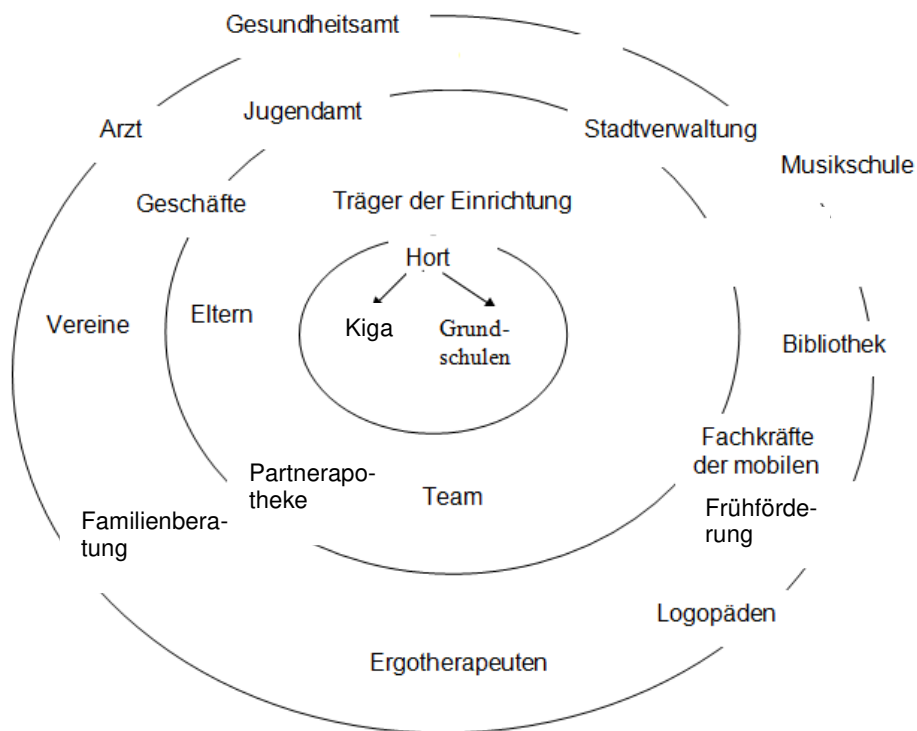 Gesundheitsamt
Jugendamt
Arzt
Stadtverwaltung
Musikschule
Geschäfte
Träger der Einrichtung
Hort
Eltern
Vereine
Kiga
Grund-
schulen
Bibliothek
Fachkräfte
der mobilen
Frühförde-
rung
Partnerapo-
theke
Team
Familienbera-
tung
Logopäden
Ergotherapeuten